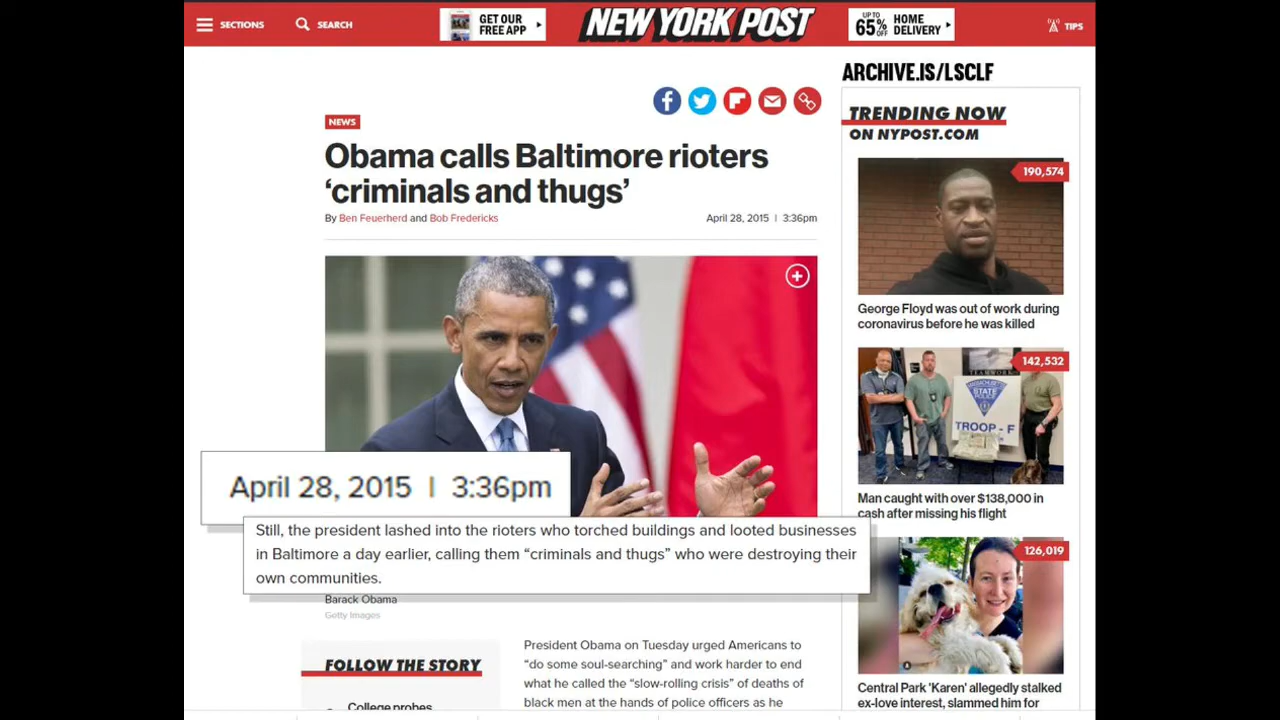 SECTIONS
SEARCH
GET OUR
FREE APP
NEW YORK POST
UP TO
65% OFF
HOME
DELIVERY
TIPS
ARCHIVE.IS/LSCLF
NEWS
Obama calls Baltimore rioters
‘criminals and thugs’
By Ben Feuerherd and Bob Fredericks
April 28, 2015 | 3:36pm
April 28, 2015 | 3:36pm
Still, the president lashed into the rioters who torched buildings and looted businesses
in Baltimore a day earlier, calling them “criminals and thugs” who were destroying their
own communities.
Barack Obama
Getty Images
FOLLOW THE STORY
College probes
President Obama on Tuesday urged Americans to
“do some soul-searching” and work harder to end
what he called the “slow-rolling crisis” of deaths of
black men at the hands of police officers as he
TRENDING NOW
ON NYPOST.COM
190,574
George Floyd was out of work during
coronavirus before he was killed
142,532
TEAMWORK
MASSACHUSETTS
STATE
POLICE
TROOP - F
Man caught with over $138,000 in
cash after missing his flight
126,019
Central Park 'Karen' allegedly stalked
ex-love interest, slammed him for